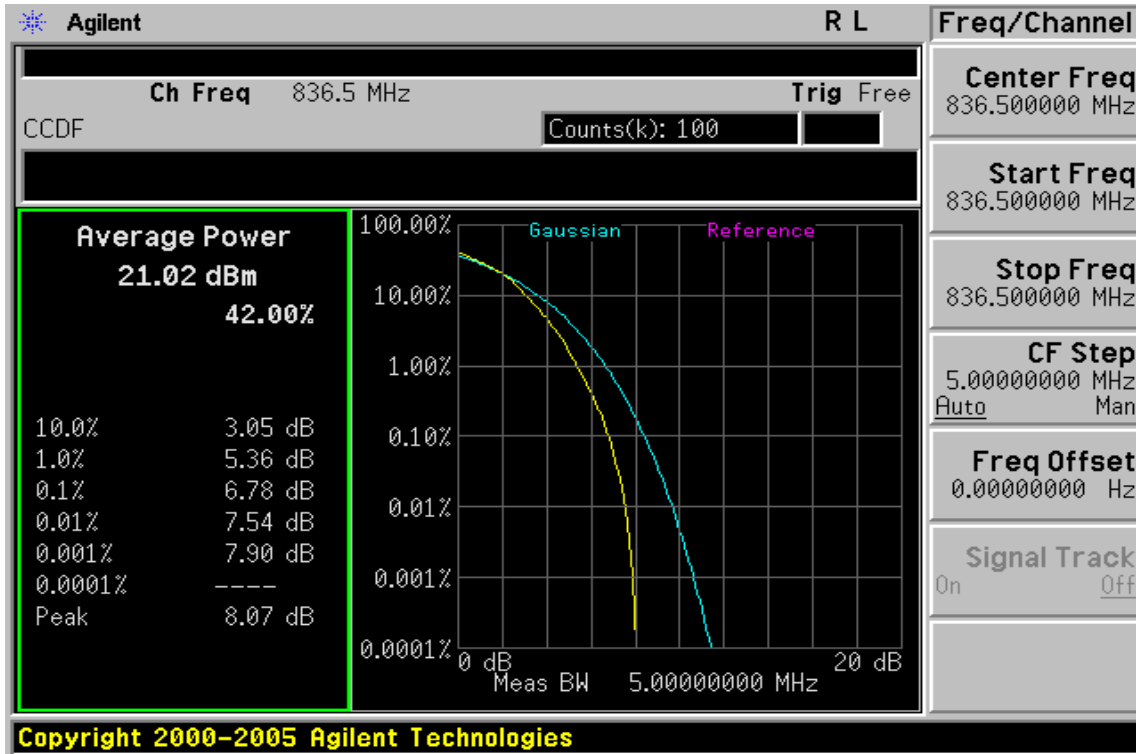 Agilent R L Freq/Channel
Ch Freq 836.5 MHz Trig Free
CCDF Counts(k): 100
Center Freq
836.500000 MHz
Start Freq
836.500000 MHz
Stop Freq
836.500000 MHz
CF Step
5.00000000 MHz
Auto Man
Freq Offset
0.00000000 Hz
Signal Track
On Off
Average Power
21.02 dBm
42.00%
10.0% 3.05 dB
1.0% 5.36 dB
0.1% 6.78 dB
0.01% 7.54 dB
0.001% 7.90 dB
0.0001% ----
Peak 8.07 dB
Gaussian Reference
100.00%
10.00%
1.00%
0.10%
0.01%
0.001%
0.0001%
0 dB 20 dB
Meas BW 5.00000000 MHz
Copyright 2000-2005 Agilent Technologies